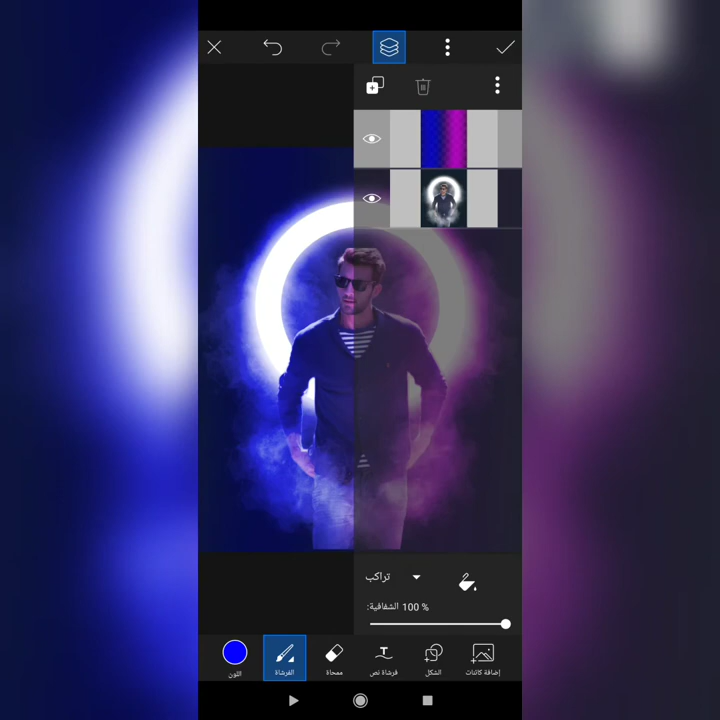 تراكب
الشفافية: 100 %
اللون
الفرشاة
ممحاة
فرشاة نص
الشكل
إضافة كائنات